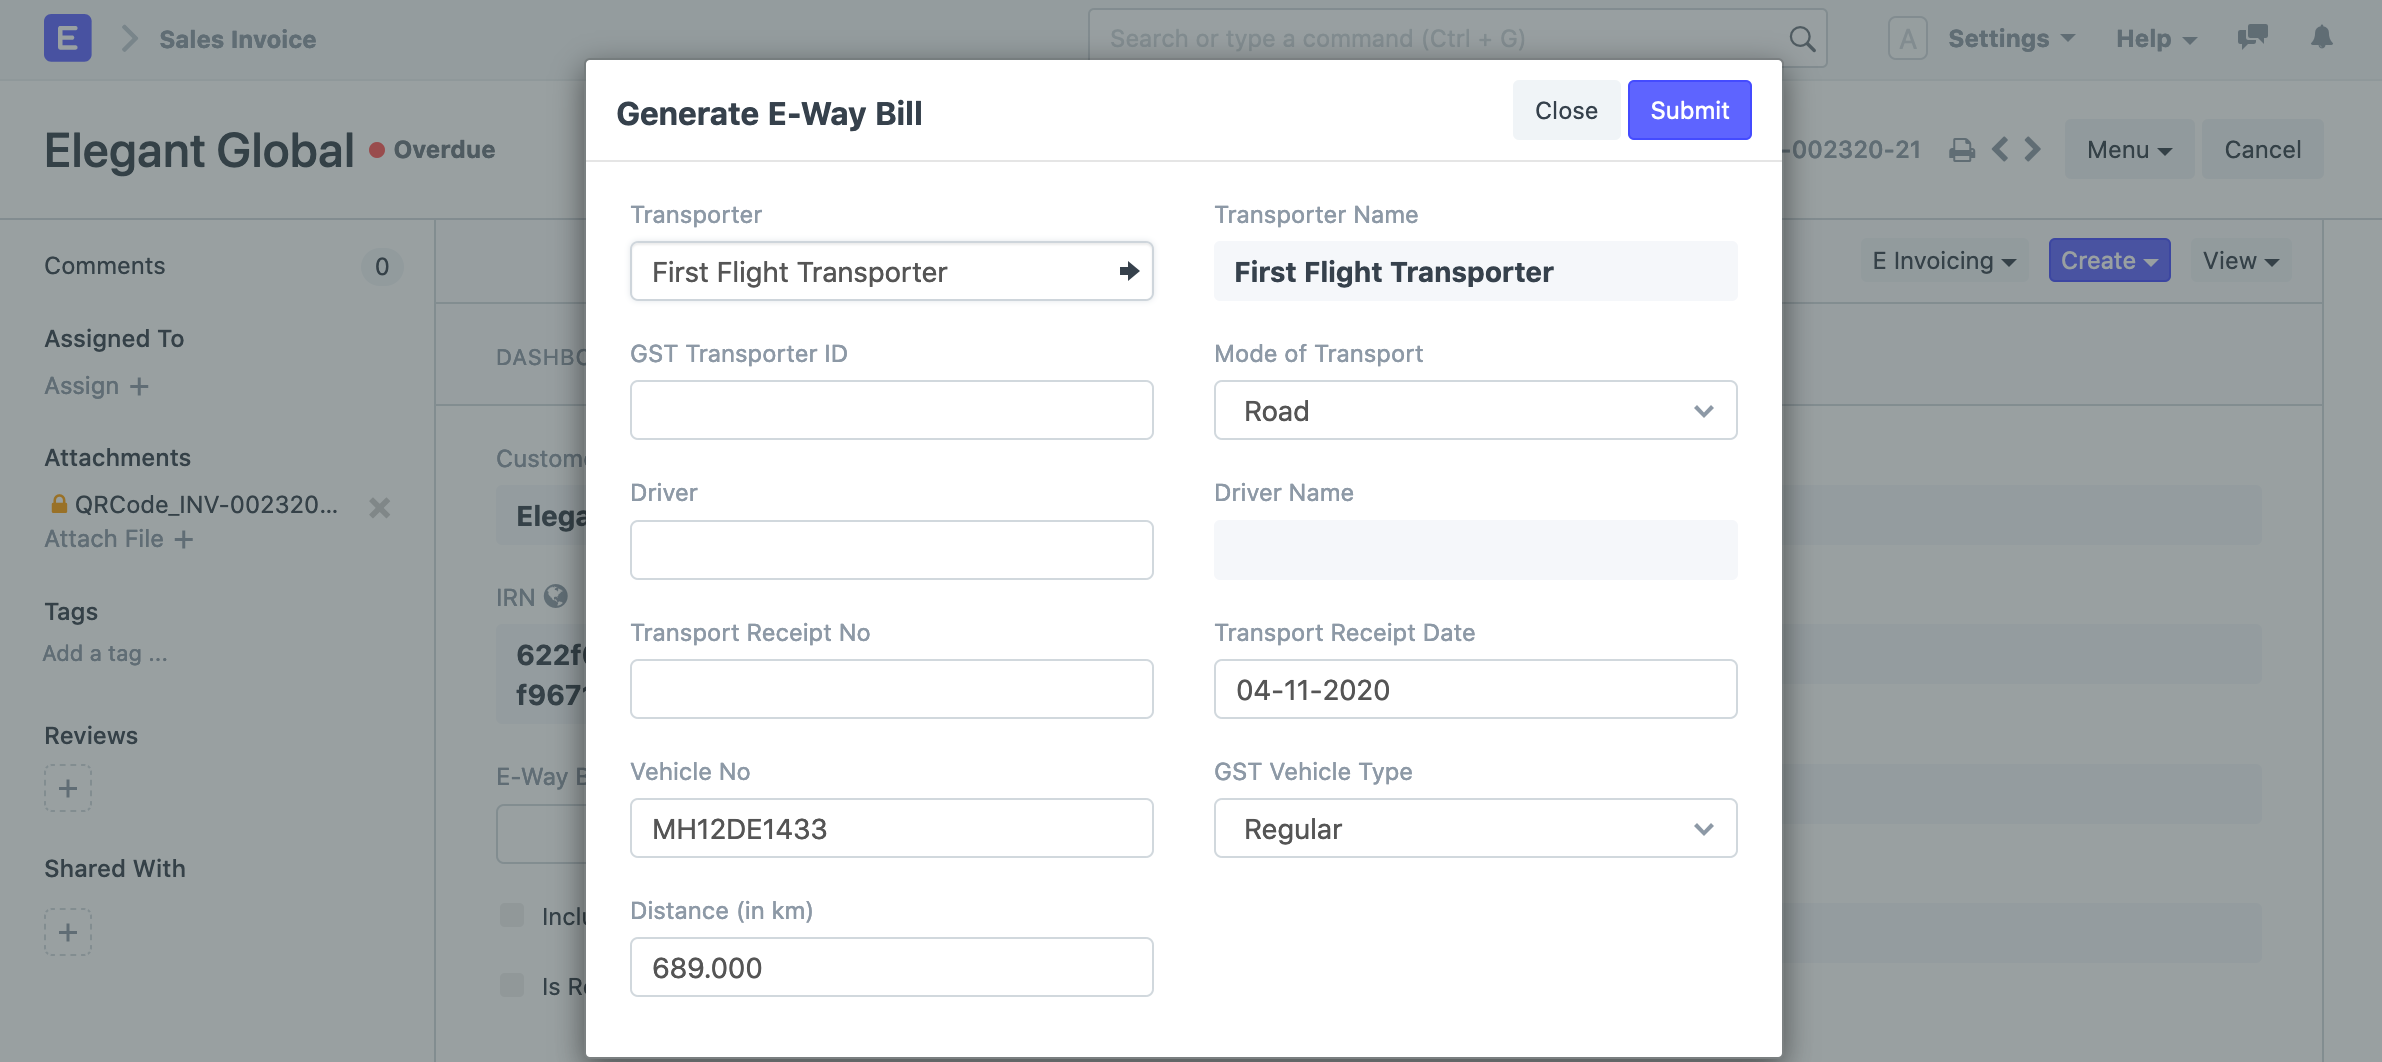 E
Sales Invoice
Search or type a command (Ctrl + G)
A
Settings
Help
Generate E-Way Bill
Close
Submit
Elegant Global
Overdue
-002320-21
Menu
Cancel
Comments
0
Assigned To
Assign +
Attachments
QRCode_INV-002320...
Attach File +
Tags
Add a tag ...
Reviews
+
Shared With
+
E Invoicing
Create
View
DASHBO
Custome
Elega
IRN
622f
f967
E-Way B
Inclu
Is Re
Transporter
First Flight Transporter
Transporter Name
First Flight Transporter
GST Transporter ID
Mode of Transport
Road
Driver
Driver Name
Transport Receipt No
Transport Receipt Date
04-11-2020
Vehicle No
MH12DE1433
GST Vehicle Type
Regular
Distance (in km)
689.000